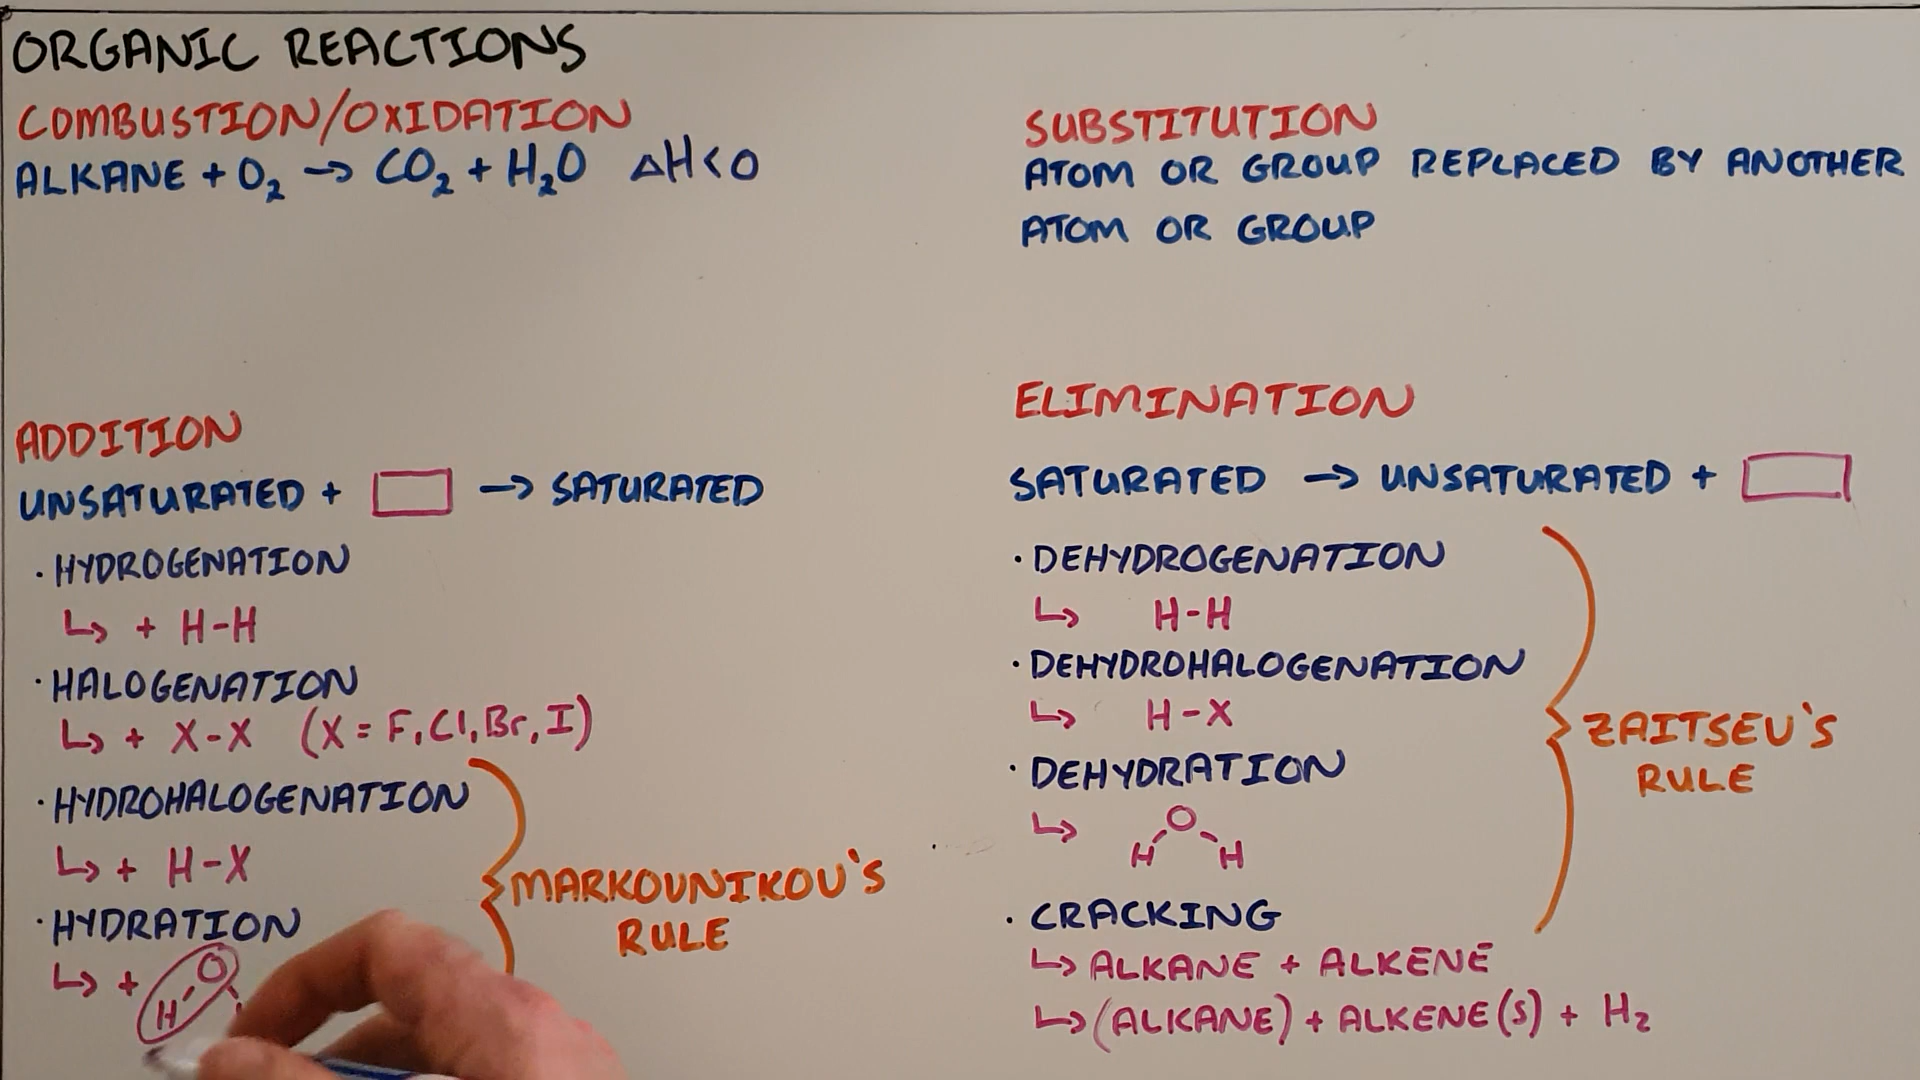 ORGANIC REACTIONS
COMBUSTION/OXIDATION
ALKANE + O₂ → CO₂ + H₂O ΔH<O
ADDITION
UNSATURATED + → SATURATED
· HYDROGENATION
↳ + H-H
· HALOGENATION
↳ + X-X (X = F, Cl, Br, I)
· HYDROHALOGENATION
↳ + H-X
· HYDRATION
↳ +
O
H
MARKOVNIKOV'S
RULE
SUBSTITUTION
ATOM OR GROUP REPLACED BY ANOTHER
ATOM OR GROUP
ELIMINATION
SATURATED → UNSATURATED +
· DEHYDROGENATION
↳ H-H
· DEHYDROHALOGENATION
↳ H-X
· DEHYDRATION
O
↳ H H
· CRACKING
↳ ALKANE + ALKENE
↳ (ALKANE) + ALKENE(S) + H₂
ZAITSEV'S
RULE